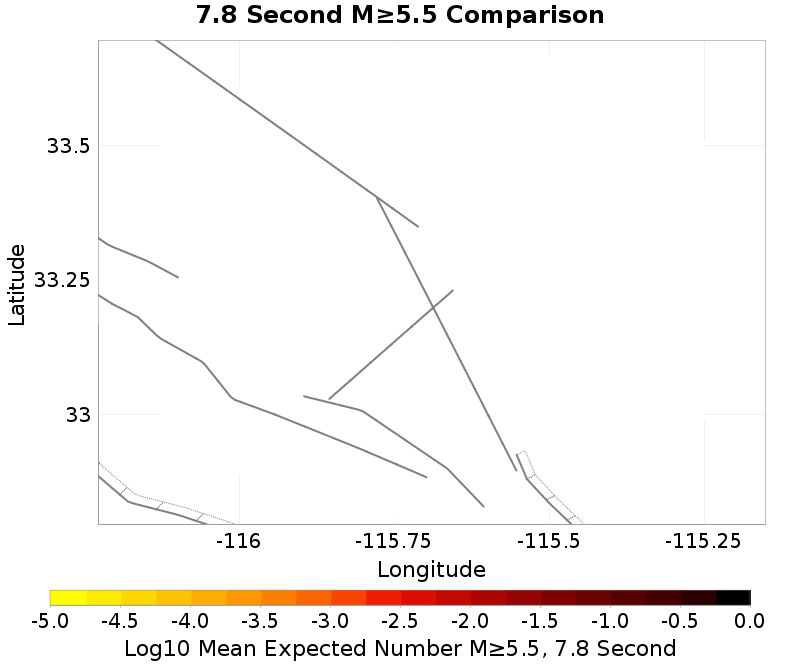 7.8 Second M≥5.5 Comparison
33.5
33.25
33
Latitude
-116
-115.75
-115.5
-115.25
Longitude
-5.0 -4.5 -4.0 -3.5 -3.0 -2.5 -2.0 -1.5 -1.0 -0.5 0.0
Log10 Mean Expected Number M≥5.5, 7.8 Second